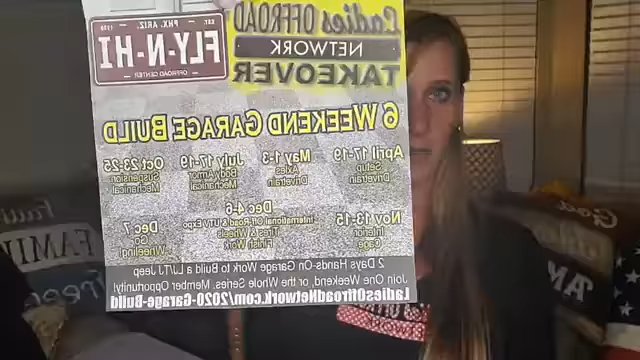 Ladies OFFROAD
NETWORK
TAKEOVER
EST. PHX, ARIZ. 
FLY-N-HI
OFFROAD CENTER
6 WEEKEND GARAGE BUILD
April 17-19
Setup
Drivetrain
May 1-3
Axles
Drivetrain
July 17-19
Body Armor
Mechanical
Oct 23-25
Suspension
Mechanical
Nov 13-15
Interior
Cage
Dec 4-6
International Off Road & UTV Expo
Tires & Wheels
Finish Work
Dec 7
Go
Wheeling
2 Days Hands-On Garage Work to Build a LJ/TJ Jeep
Join One Weekend, or the Whole Series. Member Opportunity!
LadiesOffroadNetwork.com/2020-Garage-Build
FAMI
God